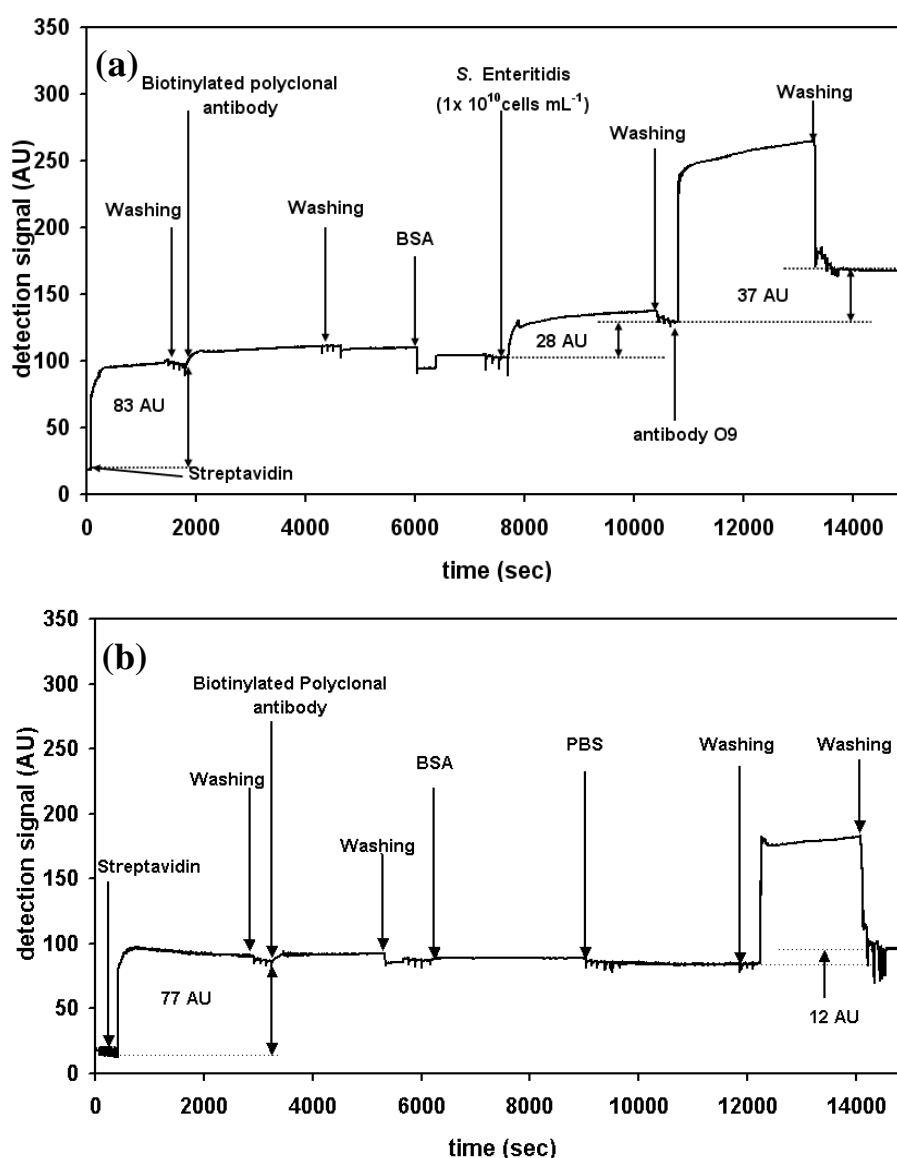 (a)
350
300
250
200
150
100
50
0
detection signal (AU)
Biotinylated polyclonal
antibody
S. Enteritidis
(1x 10¹⁰cells mL⁻¹)
Washing
Washing
Washing
Washing
BSA
83 AU
28 AU
37 AU
antibody O9
Streptavidin
0 2000 4000 6000 8000 10000 12000 14000
time (sec)
(b)
350
300
250
200
150
100
50
0
detection signal (AU)
Biotinylated Polyclonal
antibody
Washing
BSA
PBS
Washing
Washing
Washing
Streptavidin
77 AU
12 AU
0 2000 4000 6000 8000 10000 12000 14000
time (sec)